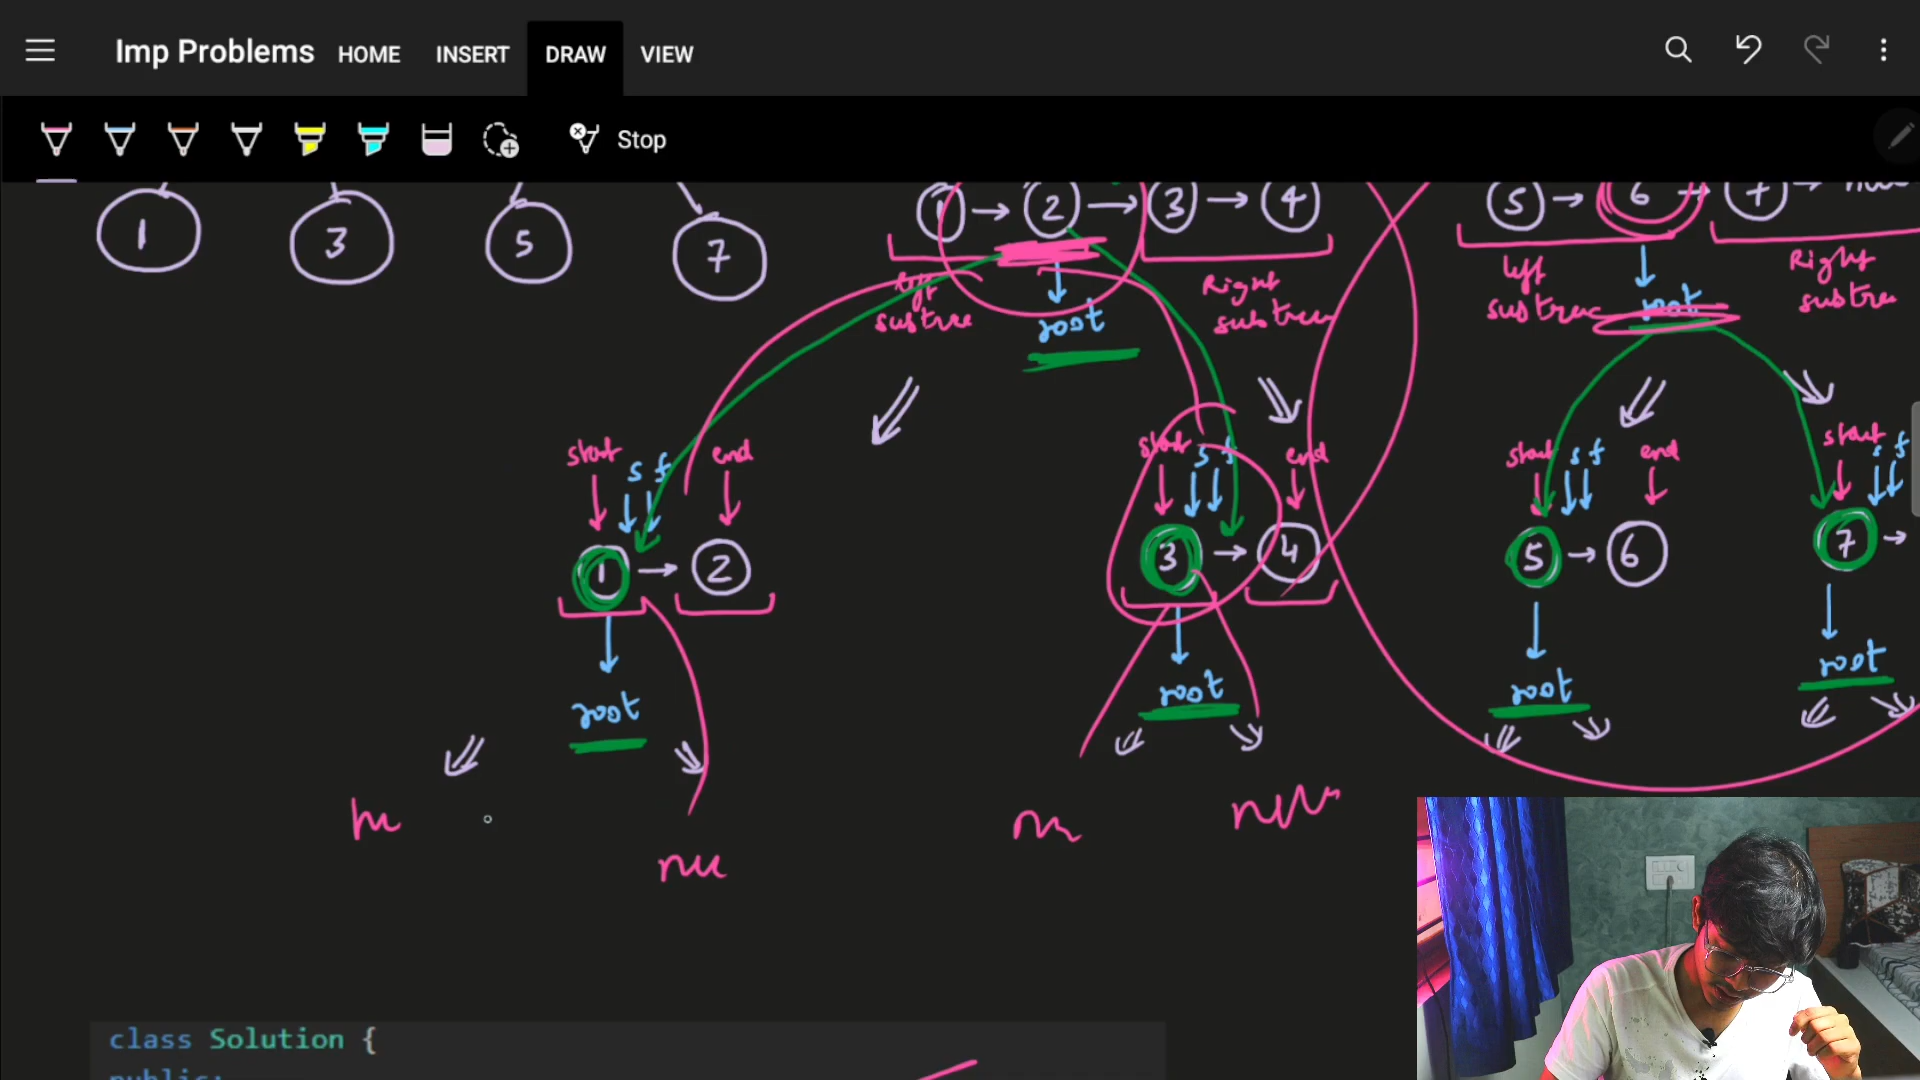 Imp Problems HOME INSERT DRAW VIEW
Stop
1 3 5 7
1 → 2 → 3 → 4
5 → 6 → 7 →
left subtree
root
Right subtree
left subtree
root
Right subtree
start s f end
1 → 2
root
start s f end
3 → 4
root
start s f end
5 → 6
root
start s f
7 →
root
nu
class Solution {
public: